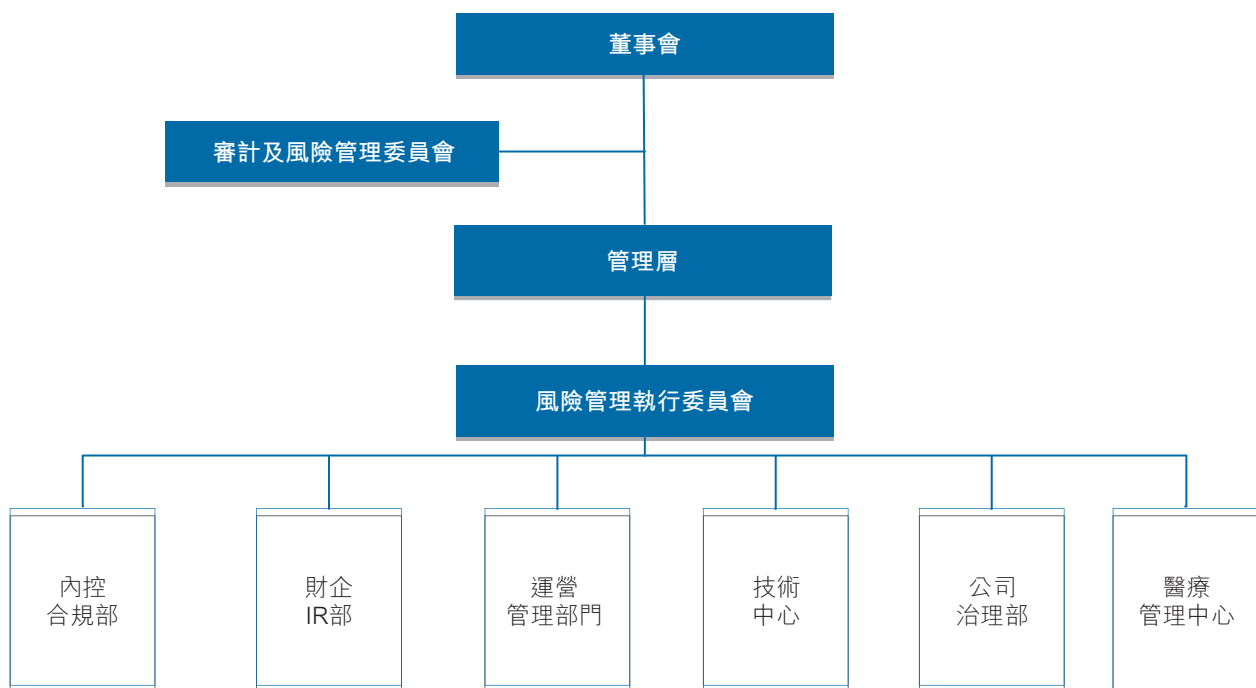 董事會
審計及風險管理委員會
管理層
風險管理執行委員會
內控
合規部
財企
IR部
運營
管理部門
技術
中心
公司
治理部
醫療
管理中心